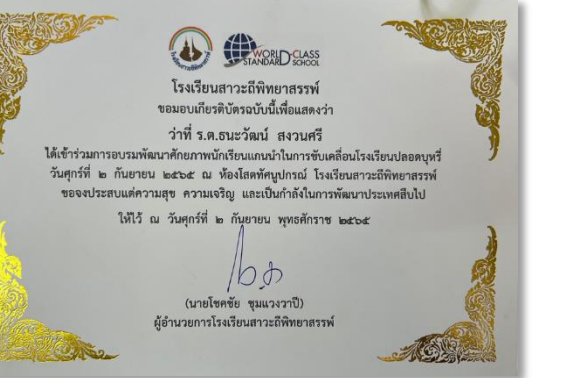 WORLD-CLASS
STANDARD SCHOOL
โรงเรียนสาวะถีพิทยาสรรพ์
ขอมอบเกียรติบัตรฉบับนี้เพื่อแสดงว่า
ว่าที่ ร.ต.ธนะวัฒน์ สงวนศรี
ได้เข้าร่วมการอบรมพัฒนาศักยภาพนักเรียนแกนนำในการขับเคลื่อนโรงเรียนปลอดบุหรี่
วันศุกร์ที่ ๒ กันยายน ๒๕๖๕ ณ ห้องโสตทัศนูปกรณ์ โรงเรียนสาวะถีพิทยาสรรพ์
ขอจงประสบแต่ความสุข ความเจริญ และเป็นกำลังในการพัฒนาประเทศสืบไป
ให้ไว้ ณ วันศุกร์ที่ ๒ กันยายน พุทธศักราช ๒๕๖๕
(นายโชคชัย ชุมแวงวาปี)
ผู้อำนวยการโรงเรียนสาวะถีพิทยาสรรพ์